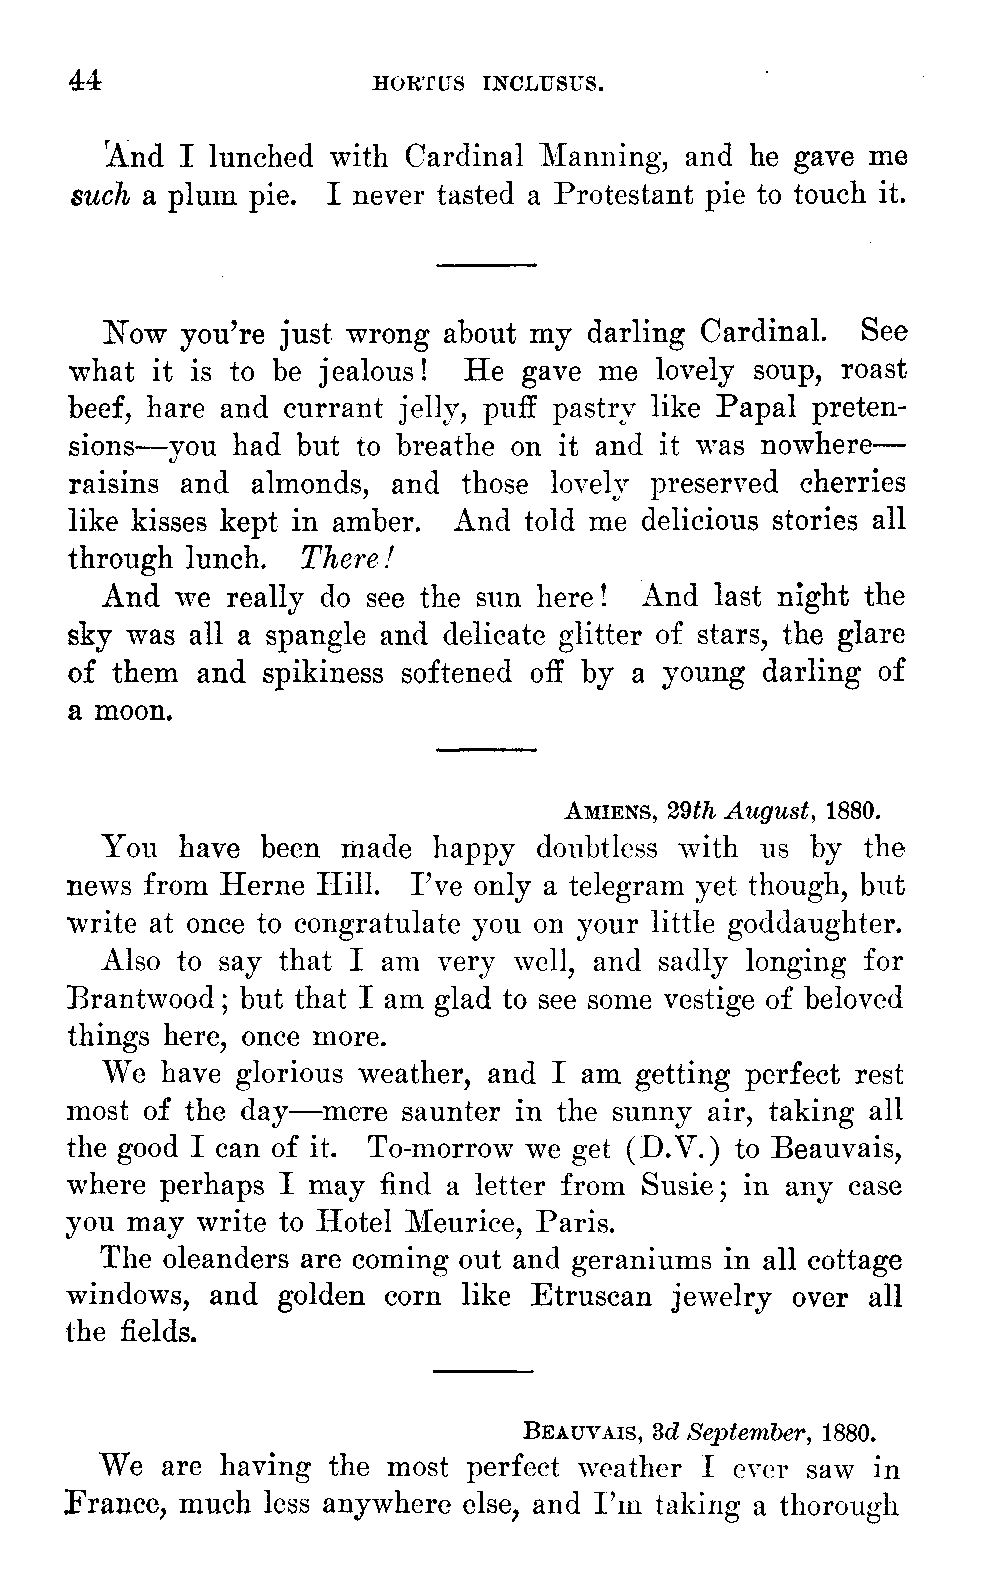 44 HORTUS INCLUSUS.
And I lunched with Cardinal Manning, and he gave me
such a plum pie. I never tasted a Protestant pie to touch it.
Now you're just wrong about my darling Cardinal. See
what it is to be jealous! He gave me lovely soup, roast
beef, hare and currant jelly, puff pastry like Papal preten-
sions—you had but to breathe on it and it was nowhere—
raisins and almonds, and those lovely preserved cherries
like kisses kept in amber. And told me delicious stories all
through lunch. There!
And we really do see the sun here! And last night the
sky was all a spangle and delicate glitter of stars, the glare
of them and spikiness softened off by a young darling of
a moon.
AMIENS, 29th August, 1880.
You have been made happy doubtless with us by the
news from Herne Hill. I've only a telegram yet though, but
write at once to congratulate you on your little goddaughter.
Also to say that I am very well, and sadly longing for
Brantwood; but that I am glad to see some vestige of beloved
things here, once more.
We have glorious weather, and I am getting perfect rest
most of the day—mere saunter in the sunny air, taking all
the good I can of it. To-morrow we get (D.V.) to Beauvais,
where perhaps I may find a letter from Susie; in any case
you may write to Hotel Meurice, Paris.
The oleanders are coming out and geraniums in all cottage
windows, and golden corn like Etruscan jewelry over all
the fields.
BEAUVAIS, 3d September, 1880.
We are having the most perfect weather I ever saw in
France, much less anywhere else, and I'm taking a thorough